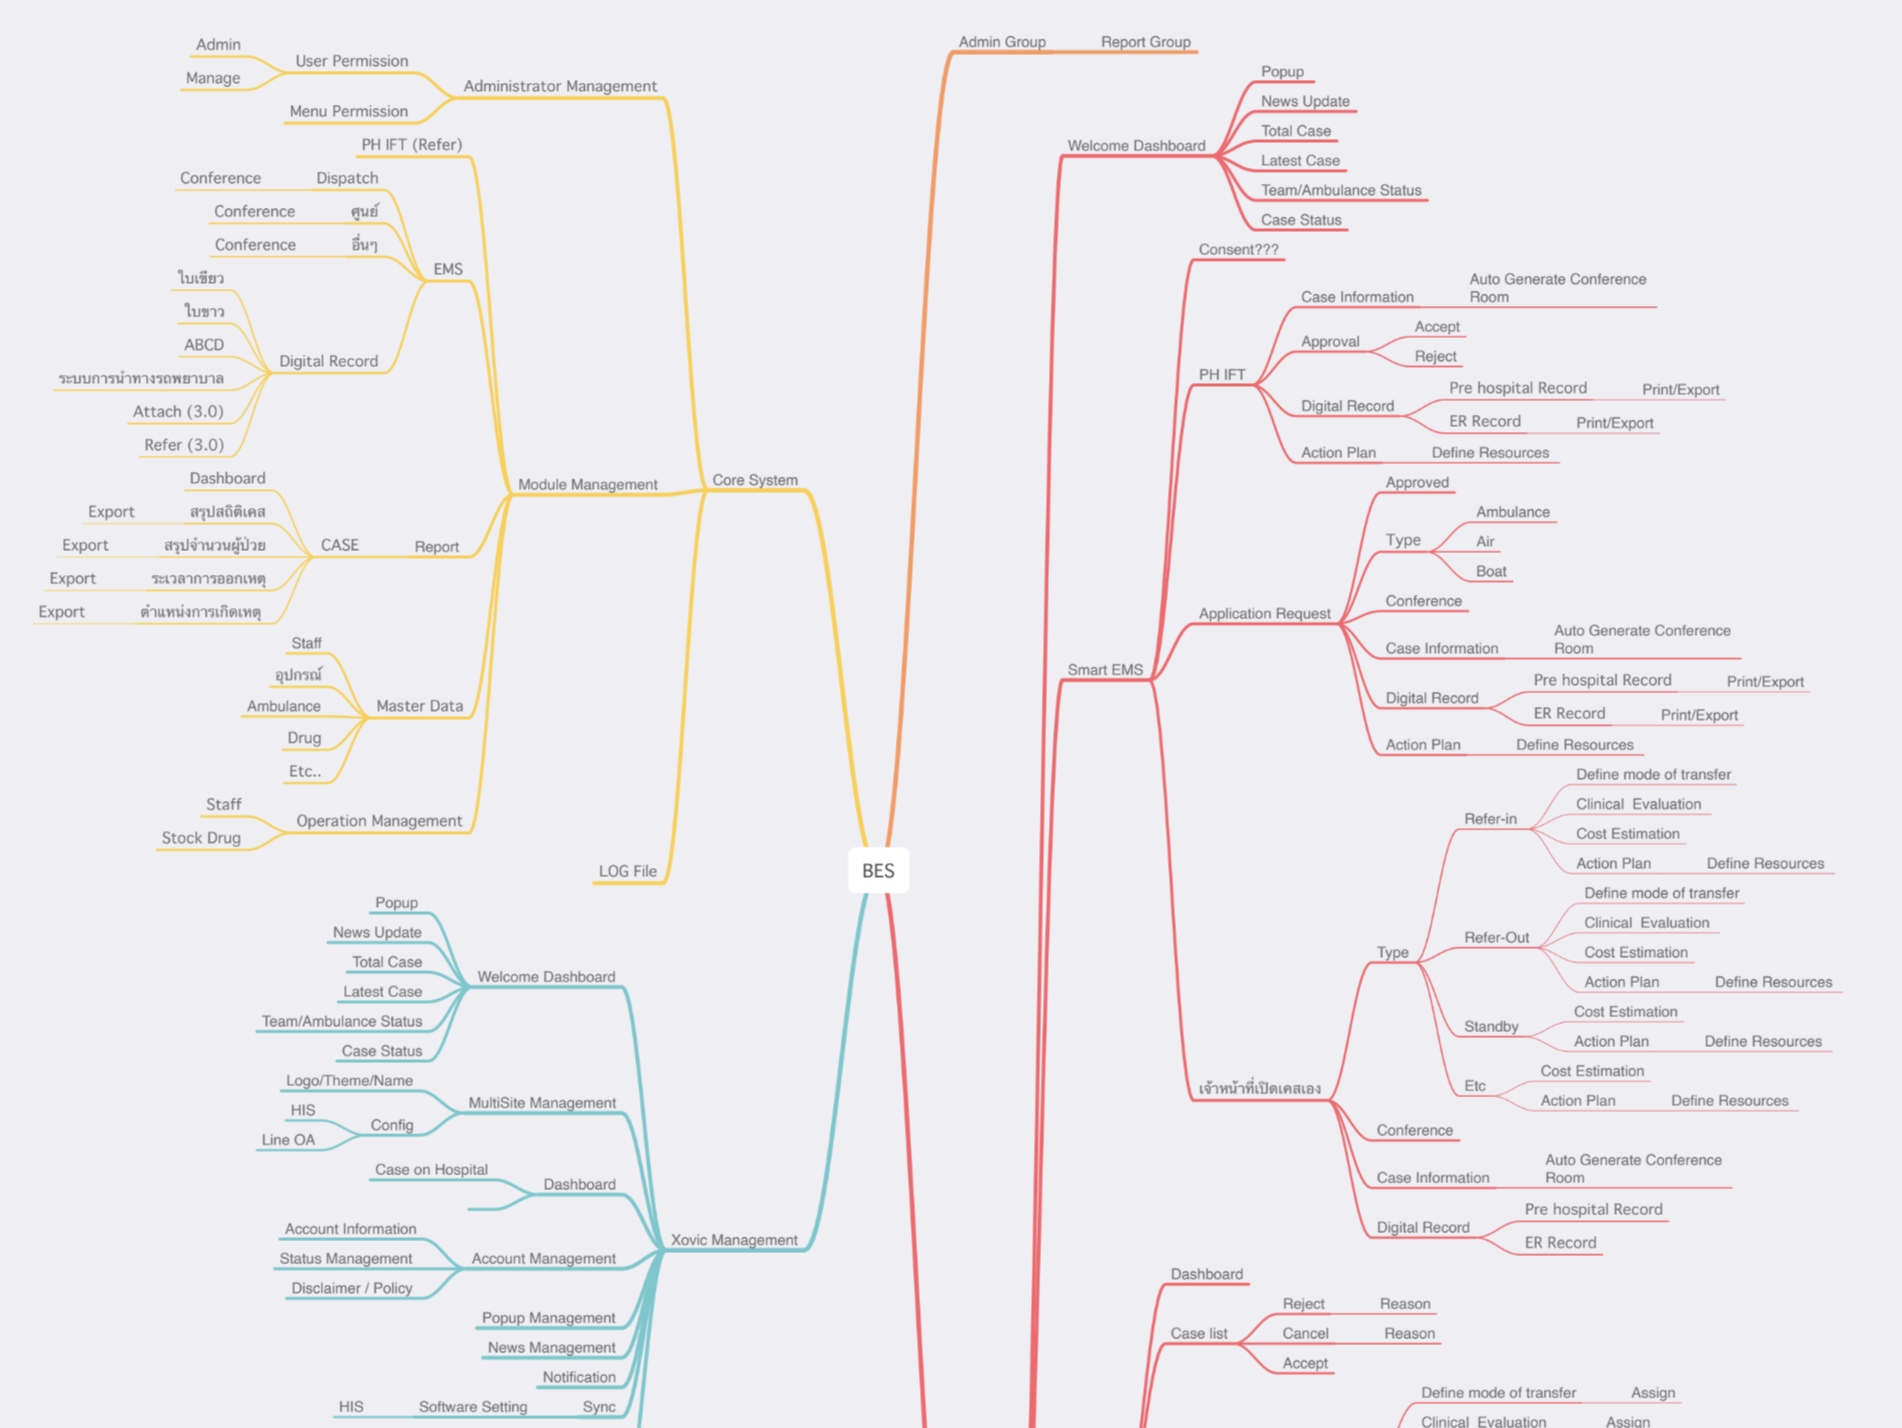 Admin
Manage
User Permission
Menu Permission
Administrator Management
PH IFT (Refer)
Conference
Dispatch
Conference
ศูนย์
Conference
อื่นๆ
EMS
ใบเขียว
ใบขาว
ABCD
ระบบการนำทางรถพยาบาล
Attach (3.0)
Refer (3.0)
Digital Record
Module Management
Core System
Dashboard
Export
สรุปสถิติเคส
Export
สรุปจำนวนผู้ป่วย
Export
ระเวลาการออกเหตุ
Export
ตำแหน่งการเกิดเหตุ
CASE
Report
Staff
อุปกรณ์
Ambulance
Drug
Etc..
Master Data
Staff
Stock Drug
Operation Management
LOG File
BES
Popup
News Update
Total Case
Latest Case
Team/Ambulance Status
Case Status
Welcome Dashboard
Logo/Theme/Name
HIS
Line OA
Config
MultiSite Management
Case on Hospital
Dashboard
Account Information
Status Management
Disclaimer / Policy
Account Management
Xovic Management
Popup Management
News Management
Notification
HIS
Software Setting
Sync
Admin Group
Report Group
Welcome Dashboard
Popup
News Update
Total Case
Latest Case
Team/Ambulance Status
Case Status
Smart EMS
Consent???
PH IFT
Case Information
Auto Generate Conference
Room
Approval
Accept
Reject
Digital Record
Pre hospital Record
Print/Export
ER Record
Print/Export
Action Plan
Define Resources
Application Request
Approved
Type
Ambulance
Air
Boat
Conference
Case Information
Auto Generate Conference
Room
Digital Record
Pre hospital Record
Print/Export
ER Record
Print/Export
Action Plan
Define Resources
เจ้าหน้าที่เปิดเคสเอง
Type
Refer-in
Define mode of transfer
Clinical  Evaluation
Cost Estimation
Action Plan
Define Resources
Refer-Out
Define mode of transfer
Clinical  Evaluation
Cost Estimation
Action Plan
Define Resources
Standby
Cost Estimation
Action Plan
Define Resources
Etc
Cost Estimation
Action Plan
Define Resources
Conference
Case Information
Auto Generate Conference
Room
Digital Record
Pre hospital Record
ER Record
Dashboard
Case list
Reject
Reason
Cancel
Reason
Accept
Define mode of transfer
Assign
Clinical  Evaluation
Assign